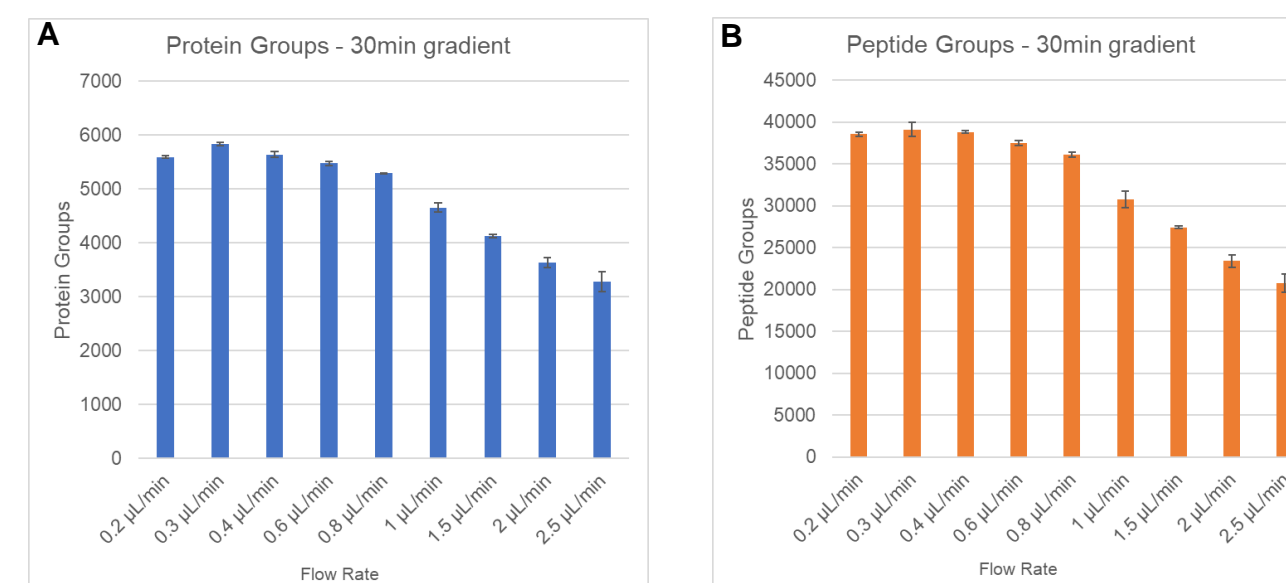 A
Protein Groups - 30min gradient
7000
6000
5000
4000
3000
2000
1000
0
Protein Groups
0.2 µL/min
0.3 µL/min
0.4 µL/min
0.6 µL/min
0.8 µL/min
1 µL/min
1.5 µL/min
2 µL/min
2.5 µL/min
Flow Rate
B
Peptide Groups - 30min gradient
45000
40000
35000
30000
25000
20000
15000
10000
5000
0
Peptide Groups
0.2 µL/min
0.3 µL/min
0.4 µL/min
0.6 µL/min
0.8 µL/min
1 µL/min
1.5 µL/min
2 µL/min
2.5 µL/min
Flow Rate